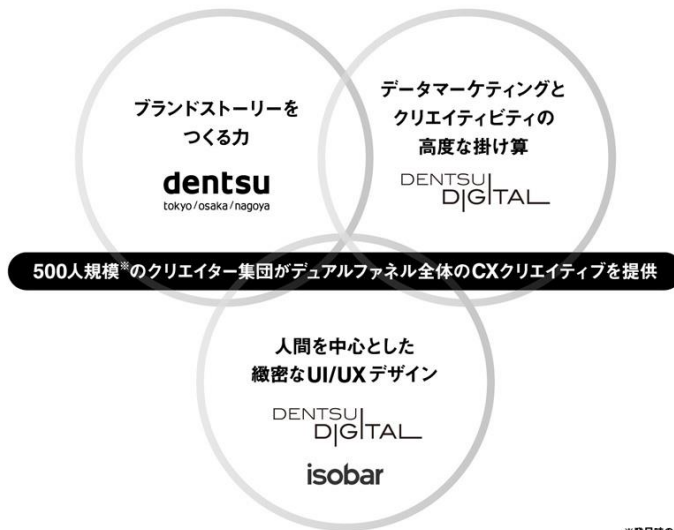 ブランドストーリーを
つくる力
dentsu
tokyo/osaka/nagoya
データマーケティングと
クリエイティビティの
高度な掛け算
DENTSU
DIGITAL
500人規模※のクリエイター集団がデュアルファネル全体のCXクリエイティブを提供
人間を中心とした
緻密なUI/UXデザイン
DENTSU
DIGITAL
isobar